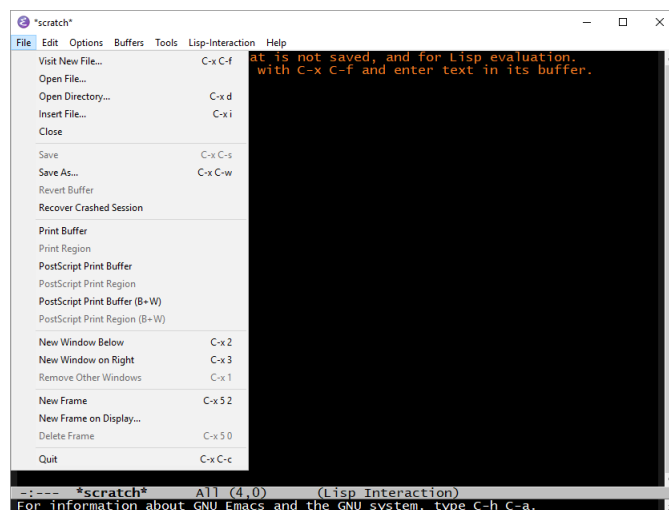 *scratch*
File Edit Options Buffers Tools Lisp-Interaction Help
at is not saved, and for Lisp evaluation.
with C-x C-f and enter text in its buffer.
Visit New File... C-x C-f
Open File...
Open Directory... C-x d
Insert File... C-x i
Close
Save C-x C-s
Save As... C-x C-w
Revert Buffer
Recover Crashed Session
Print Buffer
Print Region
PostScript Print Buffer
PostScript Print Region
PostScript Print Buffer (B+W)
PostScript Print Region (B+W)
New Window Below C-x 2
New Window on Right C-x 3
Remove Other Windows C-x 1
New Frame C-x 5 2
New Frame on Display...
Delete Frame C-x 5 0
Quit C-x C-c
-:--- *scratch* All (4,0) (Lisp Interaction)
For information about GNU Emacs and the GNU system, type C-h C-a.